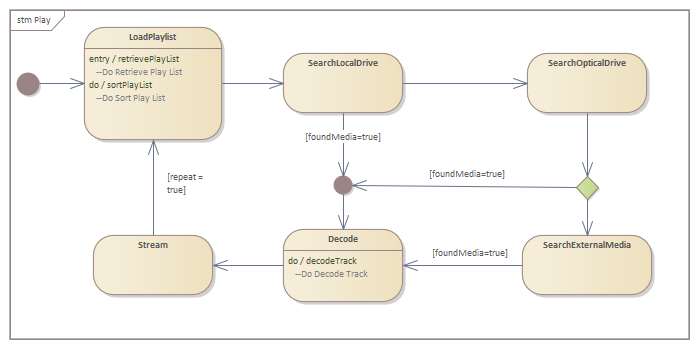 stm Play
LoadPlaylist
entry / retrievePlayList
--Do Retrieve Play List
do / sortPlayList
--Do Sort Play List
SearchLocalDrive
SearchOpticalDrive
[foundMedia=true]
[repeat =
true]
[foundMedia=true]
Stream
Decode
do / decodeTrack
--Do Decode Track
[foundMedia=true]
SearchExternalMedia